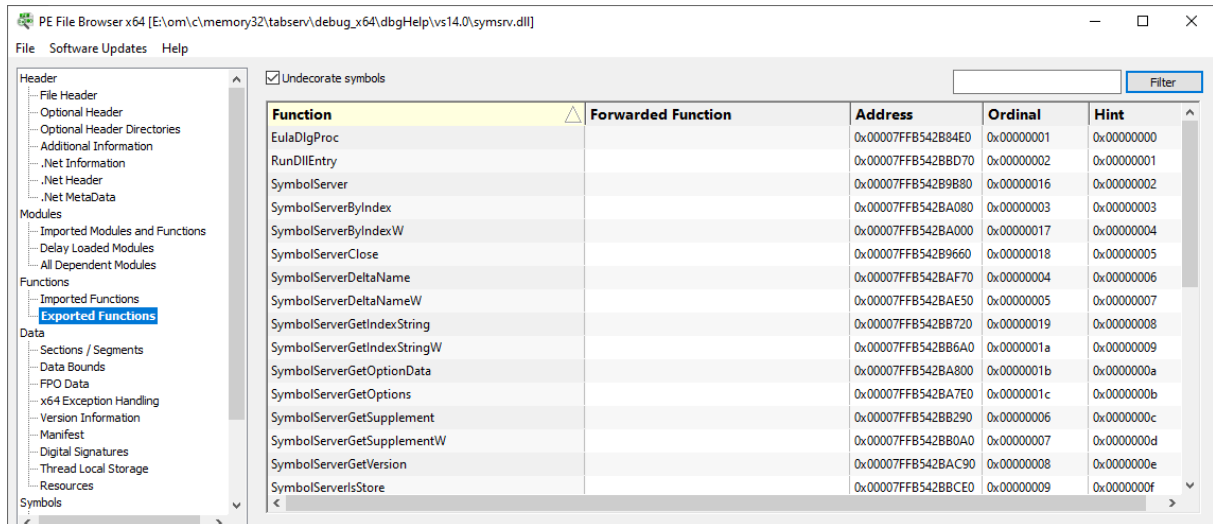 PE File Browser x64 [E:\om\c\memory32\tabserv\debug_x64\dbgHelp\vs14.0\symsrv.dll]
File Software Updates Help
Header
File Header
Optional Header
Optional Header Directories
Additional Information
.Net Information
.Net Header
.Net MetaData
Modules
Imported Modules and Functions
Delay Loaded Modules
All Dependent Modules
Functions
Imported Functions
Exported Functions
Data
Sections / Segments
Data Bounds
FPO Data
x64 Exception Handling
Version Information
Manifest
Digital Signatures
Thread Local Storage
Resources
Symbols
Undecorate symbols
Filter
Function Forwarded Function Address Ordinal Hint
EulaDlgProc 0x00007FFB542B84E0 0x00000001 0x00000000
RunDllEntry 0x00007FFB542BBD70 0x00000002 0x00000001
SymbolServer 0x00007FFB542B9B80 0x00000016 0x00000002
SymbolServerByIndex 0x00007FFB542BA080 0x00000003 0x00000003
SymbolServerByIndexW 0x00007FFB542BA000 0x00000017 0x00000004
SymbolServerClose 0x00007FFB542B9660 0x00000018 0x00000005
SymbolServerDeltaName 0x00007FFB542BAF70 0x00000004 0x00000006
SymbolServerDeltaNameW 0x00007FFB542BAE50 0x00000005 0x00000007
SymbolServerGetIndexString 0x00007FFB542BB720 0x00000019 0x00000008
SymbolServerGetIndexStringW 0x00007FFB542BB6A0 0x0000001a 0x00000009
SymbolServerGetOptionData 0x00007FFB542BA800 0x0000001b 0x0000000a
SymbolServerGetOptions 0x00007FFB542BA7E0 0x0000001c 0x0000000b
SymbolServerGetSupplement 0x00007FFB542BB290 0x00000006 0x0000000c
SymbolServerGetSupplementW 0x00007FFB542BB0A0 0x00000007 0x0000000d
SymbolServerGetVersion 0x00007FFB542BAC90 0x00000008 0x0000000e
SymbolServerIsStore 0x00007FFB542BBCE0 0x00000009 0x0000000f